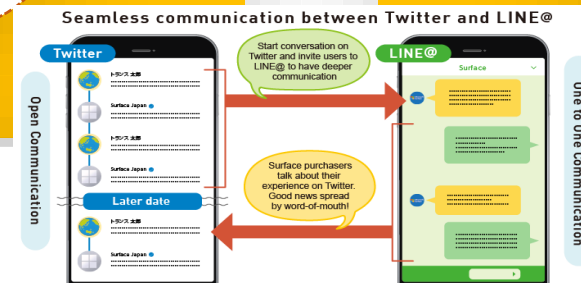 Seamless communication between Twitter and LINE@
Twitter
Start conversation on
Twitter and invite users to
LINE@ to have deeper
communication
LINE@
Surface
トランス 太郎
Surface Japan
トランス 太郎
Surface Japan
Open Communication
One to One Communication
Surface purchasers
talk about their
experience on Twitter.
Good news spread
by word-of-mouth!
Later date
トランス 太郎
Surface Japan